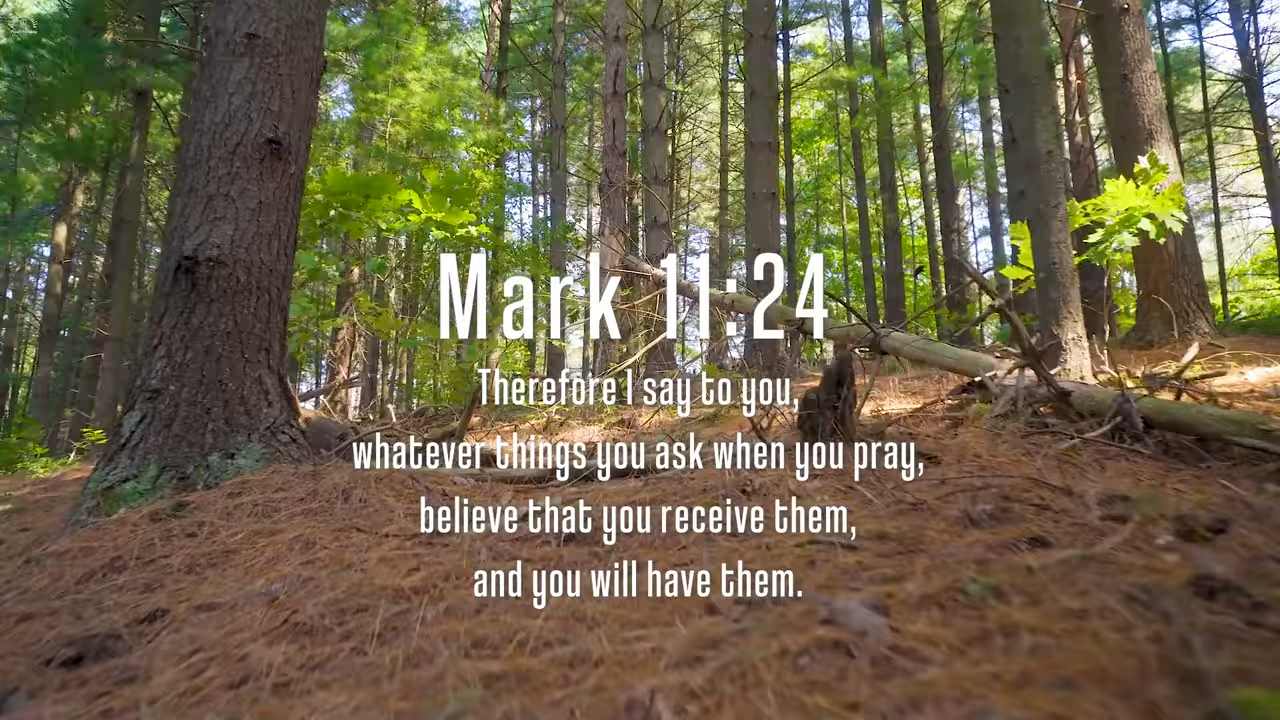 Mark 11:24
Therefore I say to you,
whatever things you ask when you pray,
believe that you receive them,
and you will have them.